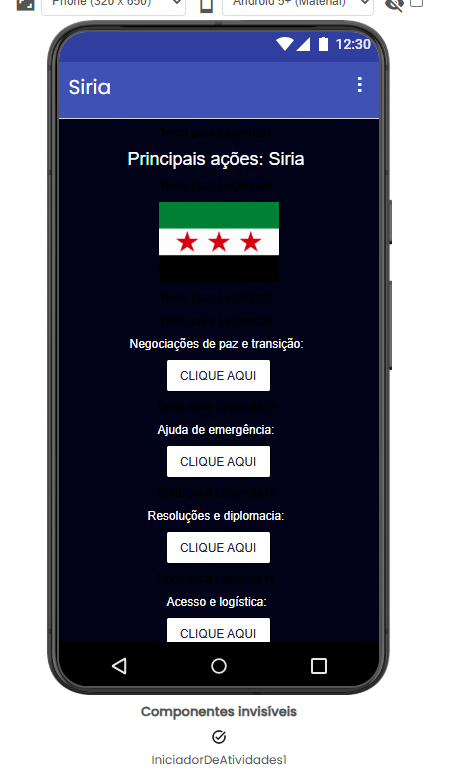 Phone (320 x 650)
Android 5+ (Material)
12:30
Siria
Principais ações: Siria
Negociações de paz e transição:
CLIQUE AQUI
Ajuda de emergência:
CLIQUE AQUI
Resoluções e diplomacia:
CLIQUE AQUI
Acesso e logística:
CLIQUE AQUI
Componentes invisíveis
IniciadorDeAtividades1